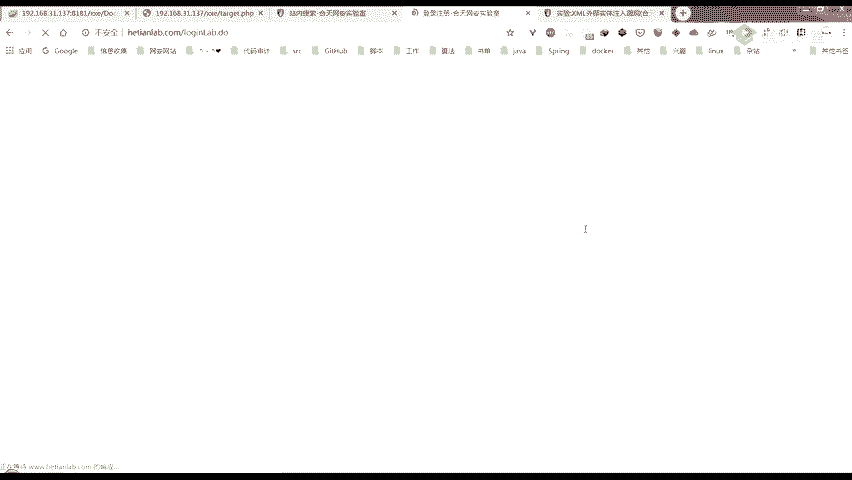 192.168.31.137:8181/xxe/Do 192.168.31.137/xxe/target.php 站内搜索-合天网安实验室 登录注册-合天网安实验室 实验:XML外部实体注入漏洞(合
不安全 hetianlab.com/loginLab.do
应用 Google 信息收集 网安网站 代码审计 src GitHub 脚本 工作 算法 书单 java Spring docker 其他 linux 杂站 » 其他书签
正在等待 www.hetianlab.com 的响应...